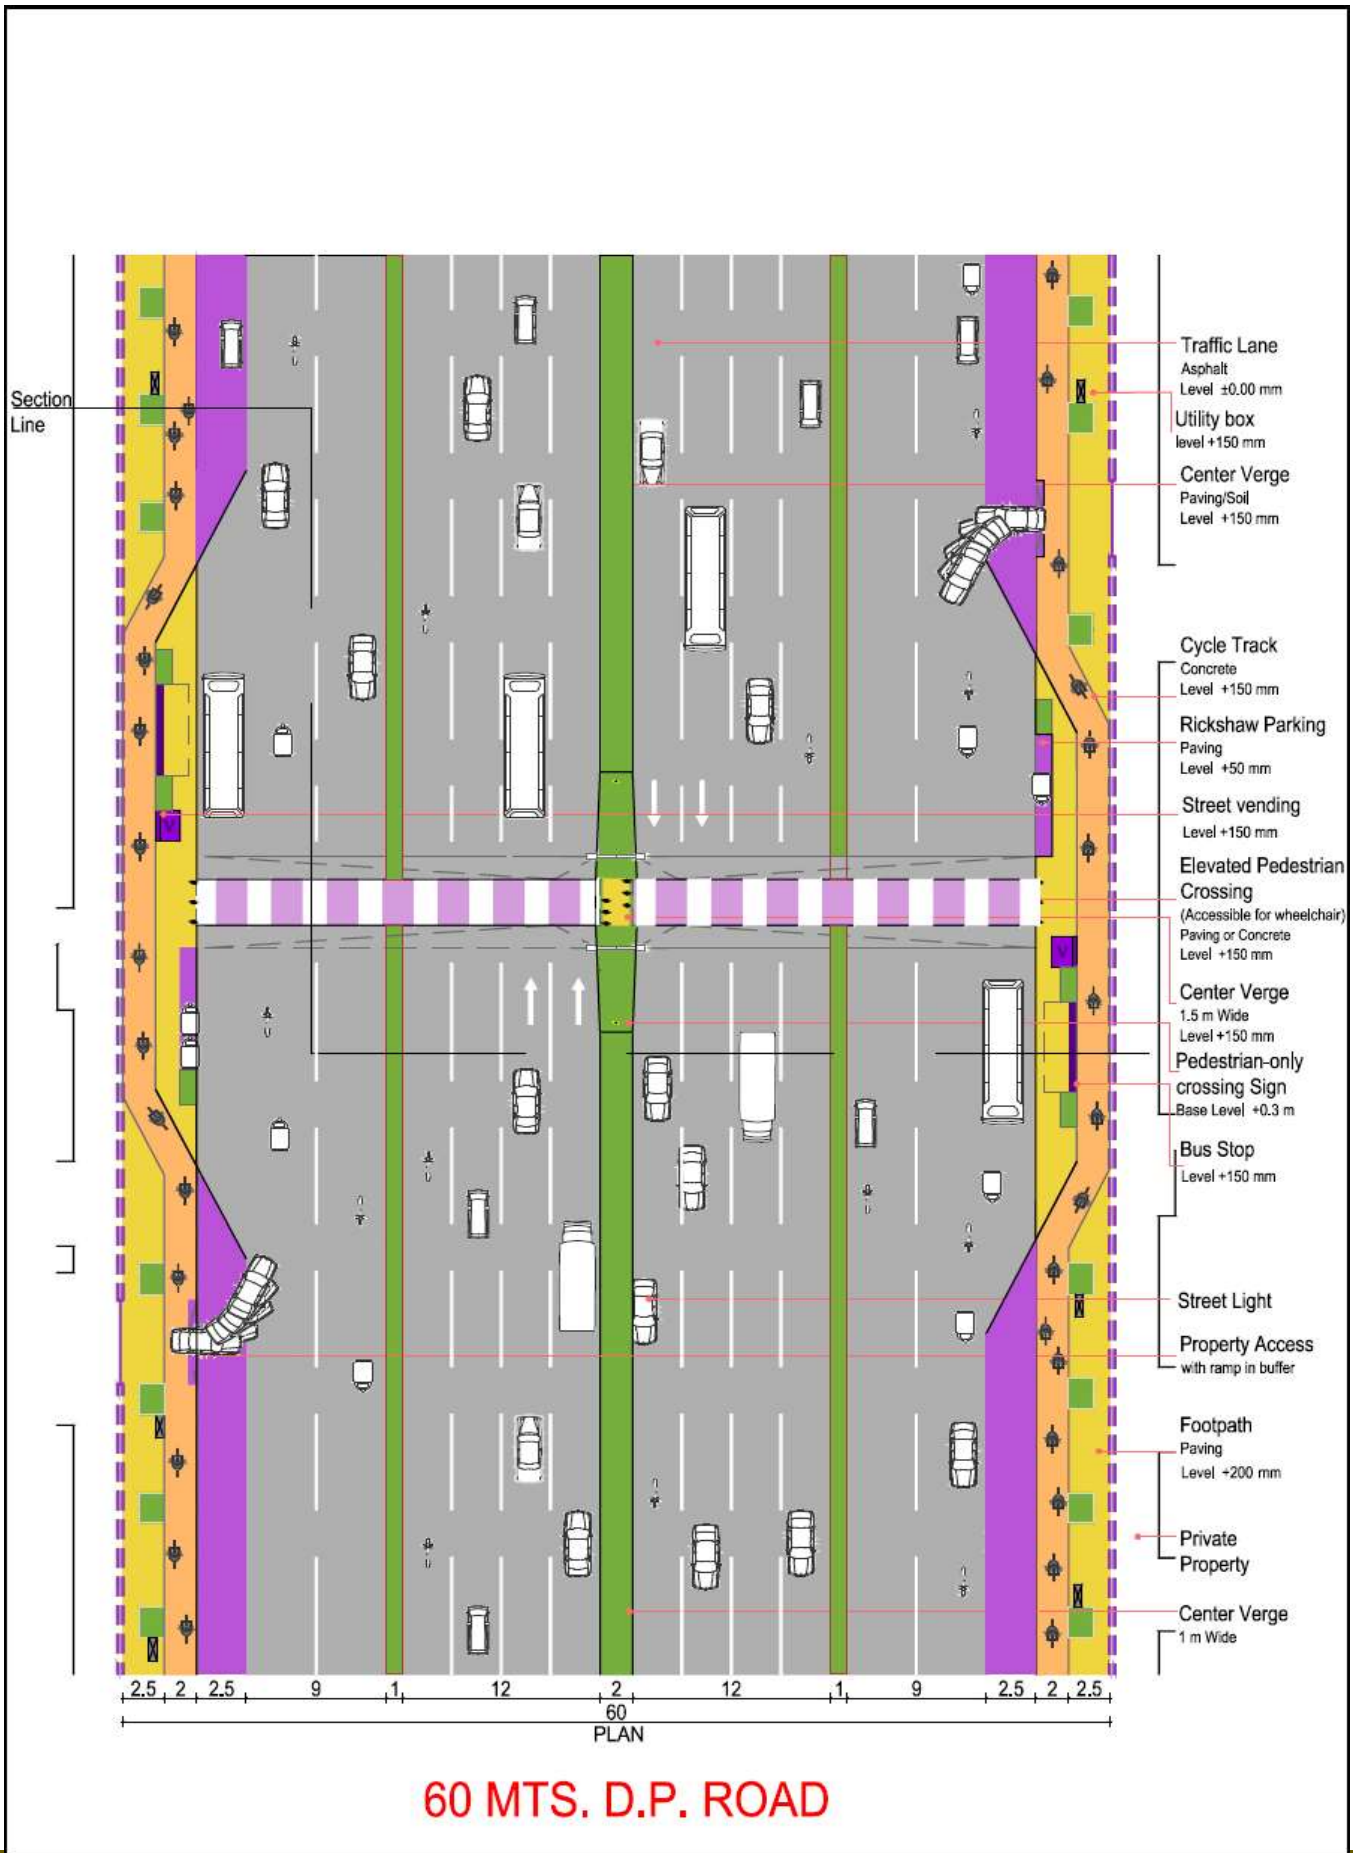 Section
Line
Traffic Lane
Asphalt
Level ±0.00 mm
Utility box
level +150 mm
Center Verge
Paving/Soil
Level +150 mm
Cycle Track
Concrete
Level +150 mm
Rickshaw Parking
Paving
Level +50 mm
Street vending
Level +150 mm
Elevated Pedestrian
Crossing
(Accessible for wheelchair)
Paving or Concrete
Level +150 mm
Center Verge
1.5 m Wide
Level +150 mm
Pedestrian-only
crossing Sign
Base Level +0.3 m
Bus Stop
Level +150 mm
Street Light
Property Access
with ramp in buffer
Footpath
Paving
Level +200 mm
Private
Property
Center Verge
1 m Wide
V
V
2.5 2 2.5 9 1 12 2 12 1 9 2.5 2 2.5
60
PLAN
60 MTS. D.P. ROAD